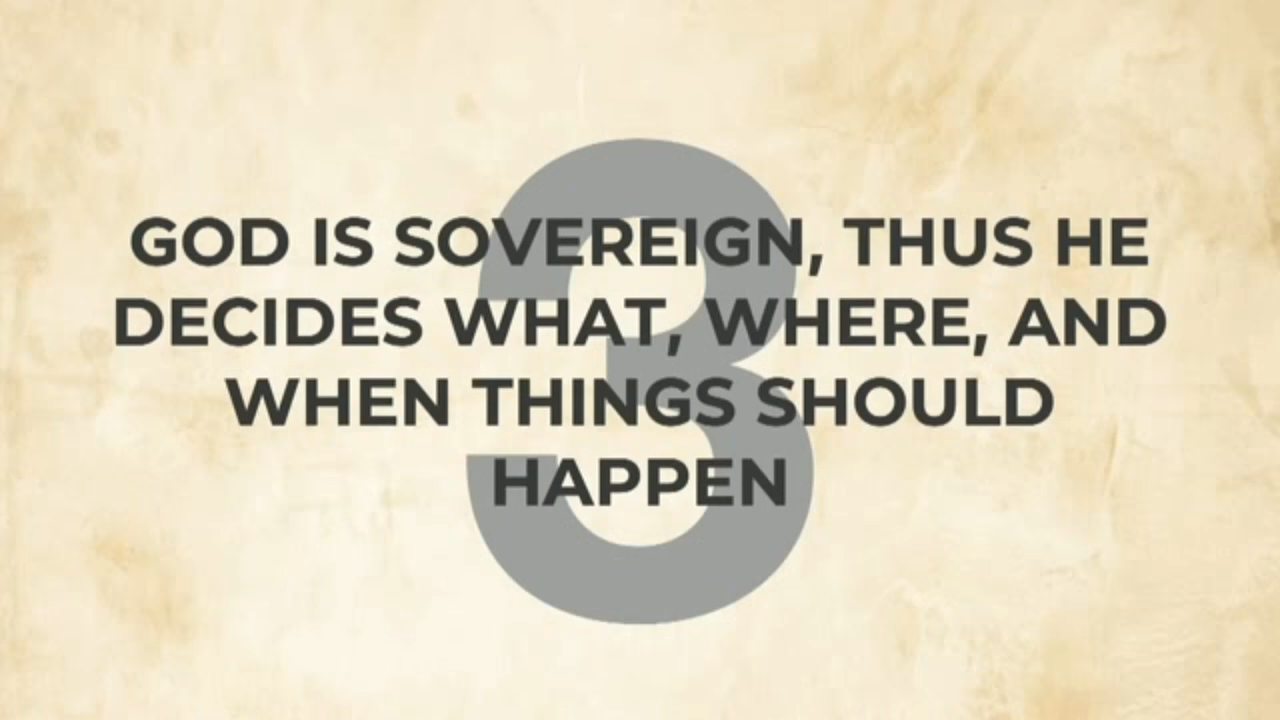 3
GOD IS SOVEREIGN, THUS HE
DECIDES WHAT, WHERE, AND
WHEN THINGS SHOULD
HAPPEN